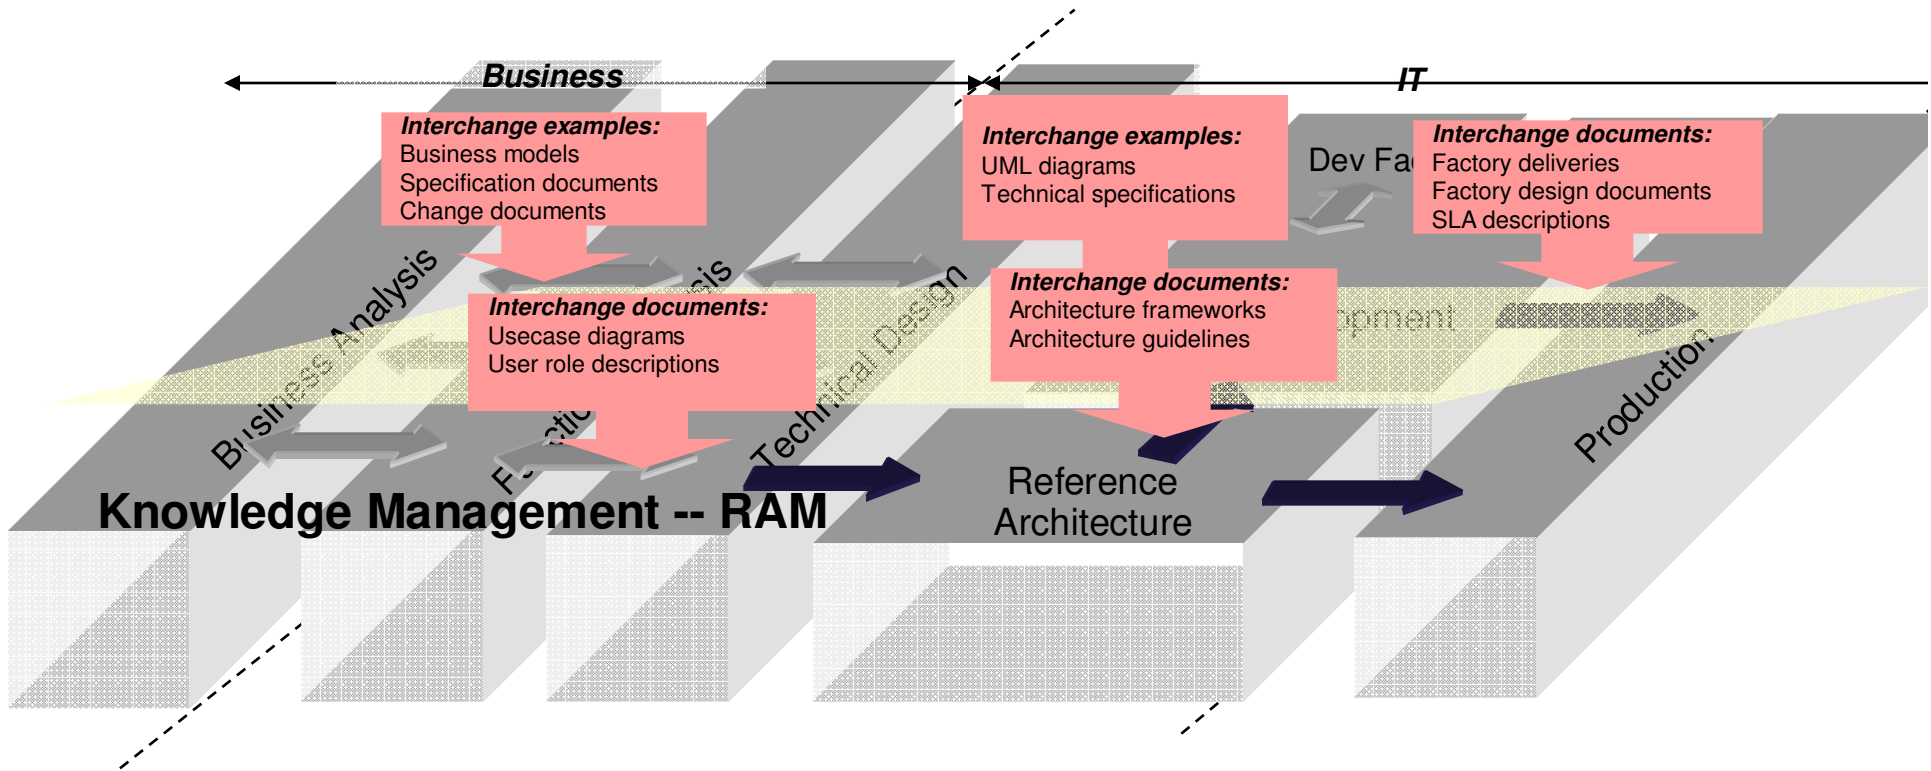 Business
IT
Interchange examples:
Business models
Specification documents
Change documents
Interchange examples:
UML diagrams
Technical specifications
Dev Fac
Interchange documents:
Factory deliveries
Factory design documents
SLA descriptions
Business Analysis
Interchange documents:
Usecase diagrams
User role descriptions
Technical Design
Interchange documents:
Architecture frameworks
Architecture guidelines
opment
Production
Knowledge Management -- RAM
Reference
Architecture